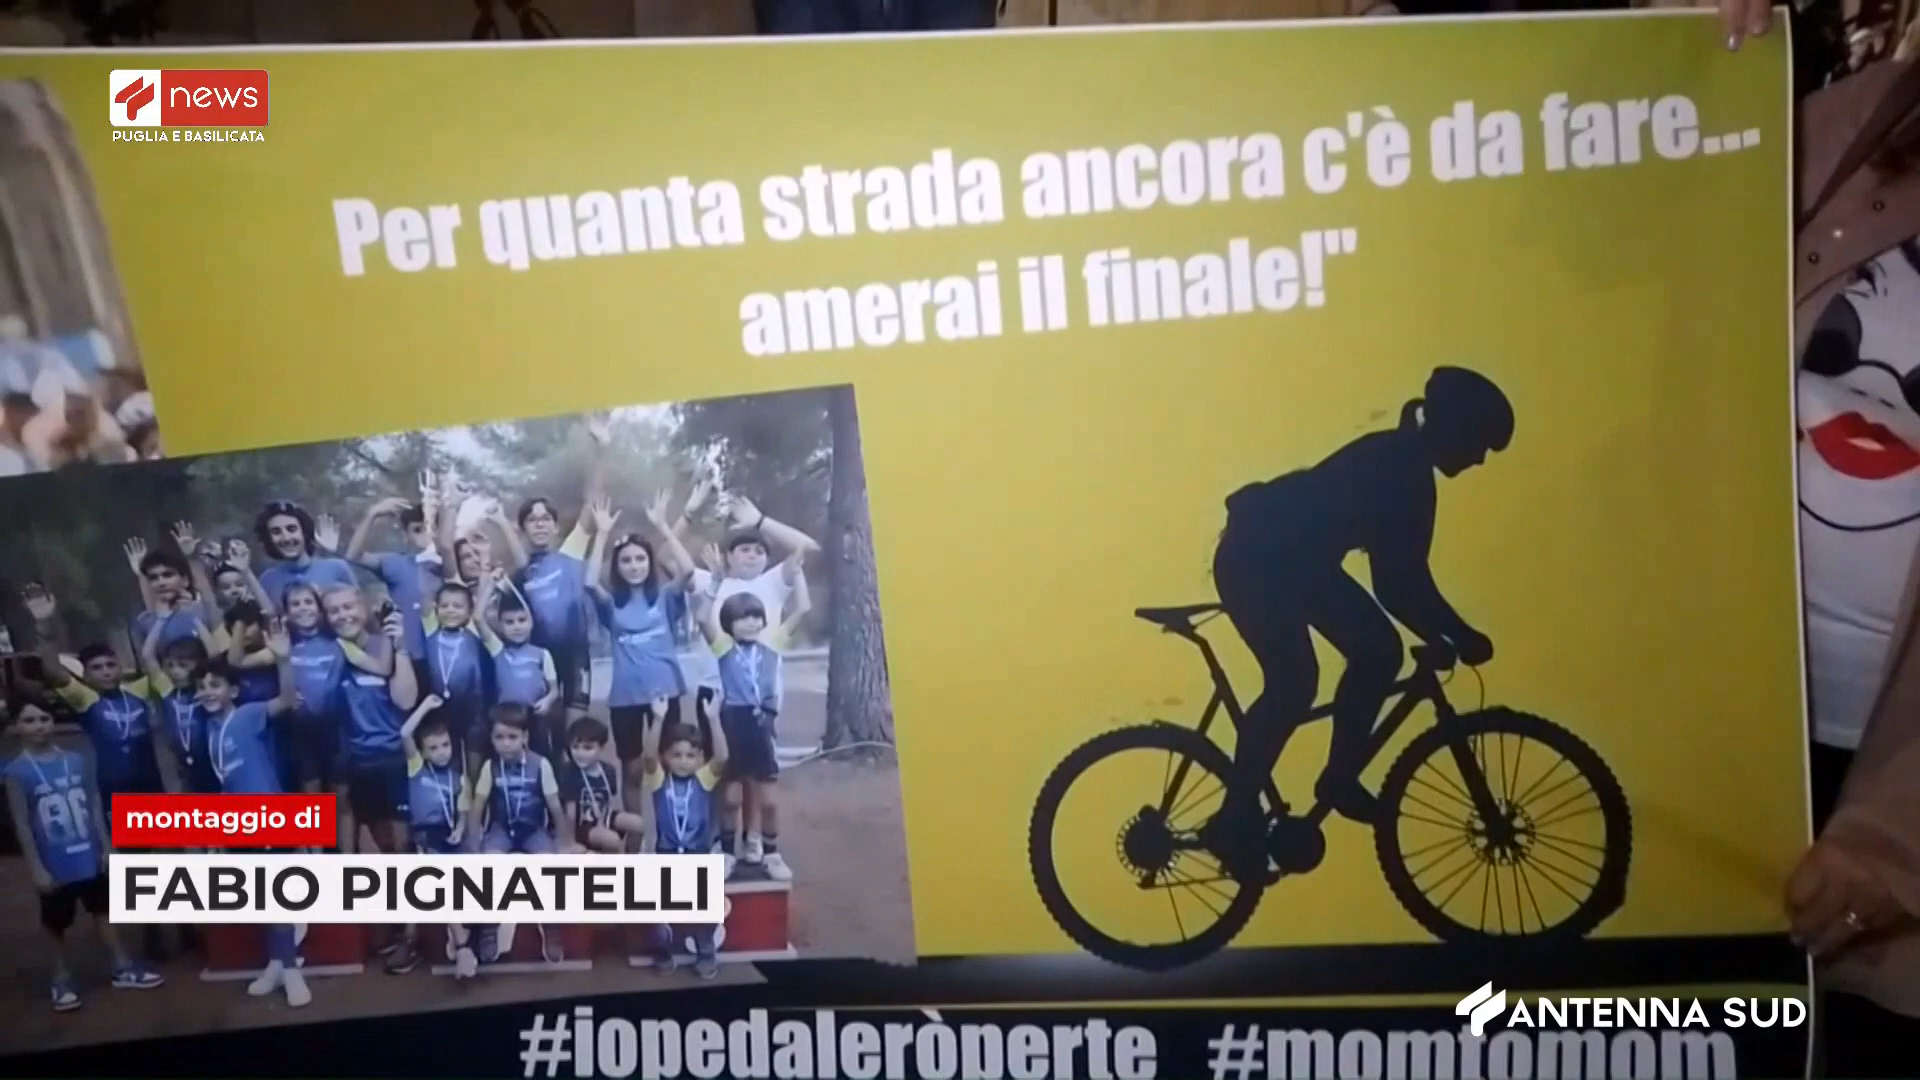 news
PUGLIA E BASILICATA
Per quanta strada ancora c'è da fare...
amerai il finale!"
montaggio di
FABIO PIGNATELLI
ANTENNA SUD
#iopedaleròperte #momtomom